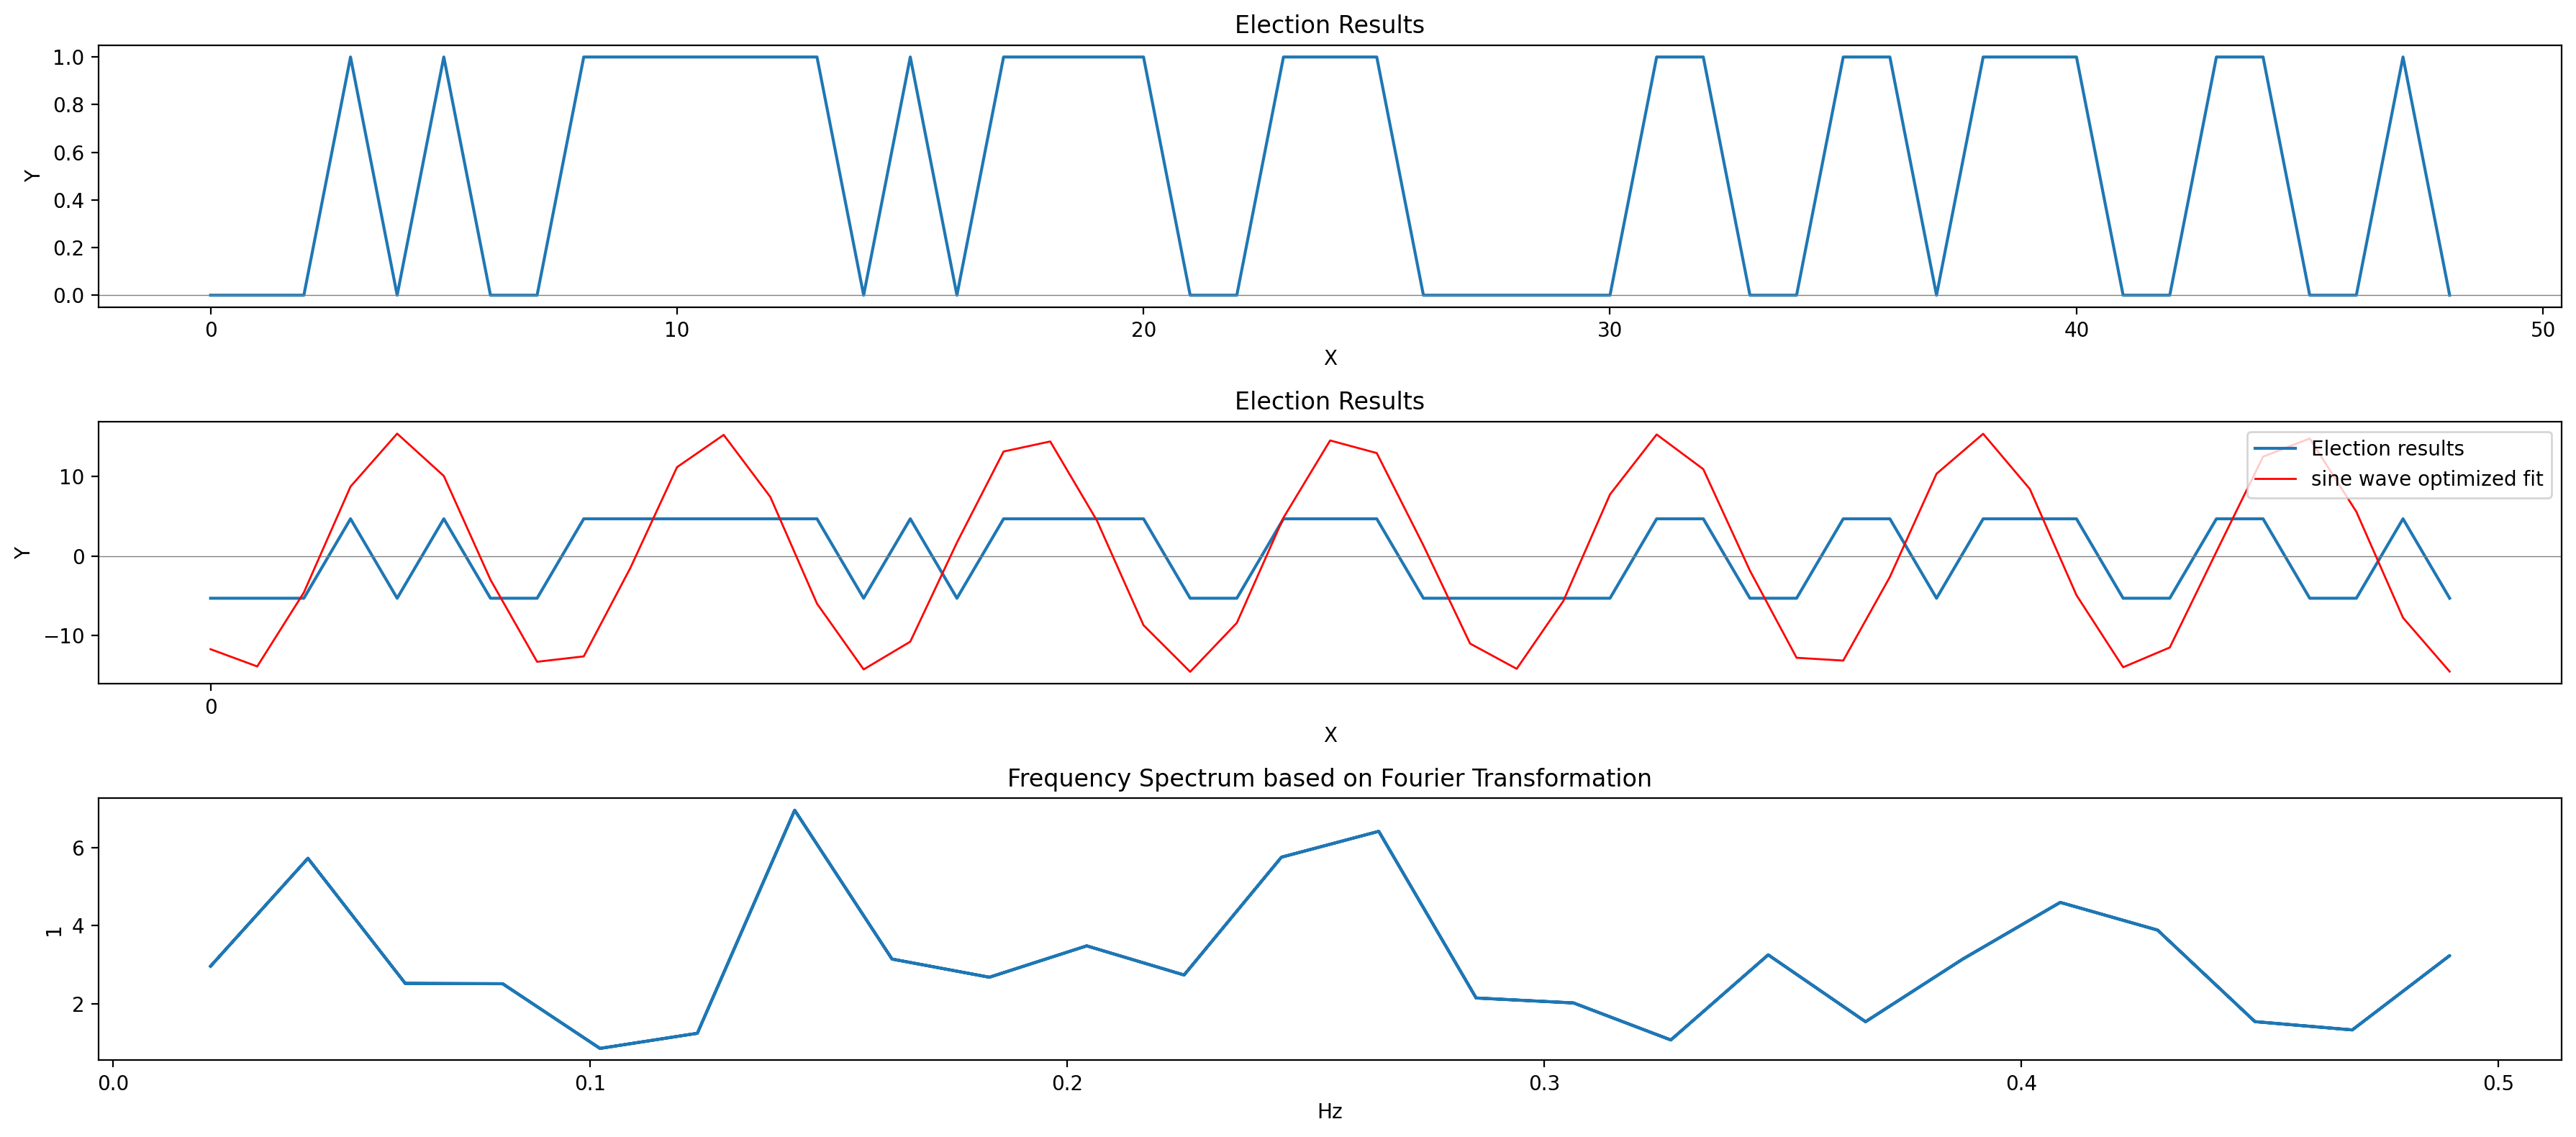 Election Results
1.0
0.8
0.6
0.4
0.2
0.0
Y
0 10 20 30 40 50
X
Election Results
10
0
−10
Y
Election results
sine wave optimized fit
0
X
Frequency Spectrum based on Fourier Transformation
6
4
2
1
0.0 0.1 0.2 0.3 0.4 0.5
Hz